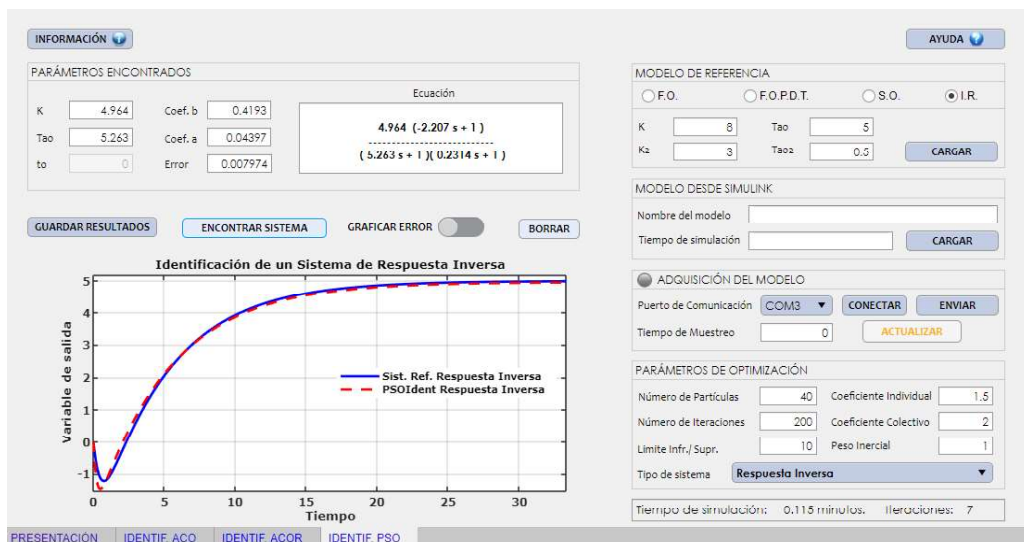 INFORMACIÓN
PARÁMETROS ENCONTRADOS
K 4.964 Coef. b 0.4193
Tao 5.263 Coef. a 0.04397
to 0 Error 0.007974
Ecuación
4.964 (-2.207 s + 1 )
----------------------
( 5.263 s + 1 )( 0.2314 s + 1 )
GUARDAR RESULTADOS ENCONTRAR SISTEMA GRAFICAR ERROR BORRAR
Identificación de un Sistema de Respuesta Inversa
Variable de salida
5
4
3
2
1
0
-1
Sist. Ref. Respuesta Inversa
PSOIdent Respuesta Inversa
0 5 10 15 20 25 30
Tiempo
AYUDA
MODELO DE REFERENCIA
F.O. F.O.P.D.T. S.O. I.R.
K 8 Tao 5
K2 3 Tao2 0.5 CARGAR
MODELO DESDE SIMULINK
Nombre del modelo
Tiempo de simulación CARGAR
ADQUISICIÓN DEL MODELO
Puerto de Comunicación COM3 CONECTAR ENVIAR
Tiempo de Muestreo 0 ACTUALIZAR
PARÁMETROS DE OPTIMIZACIÓN
Número de Partículas 40 Coeficiente Individual 1.5
Número de Iteraciones 200 Coeficiente Colectivo 2
Limite Infr./ Supr. 10 Peso Inercial 1
Tipo de sistema Respuesta Inversa
Tiempo de simulación: 0.115 minutos. Iteraciones: 7
PRESENTACIÓN IDENTIF. ACO IDENTIF. ACOR IDENTIF. PSO